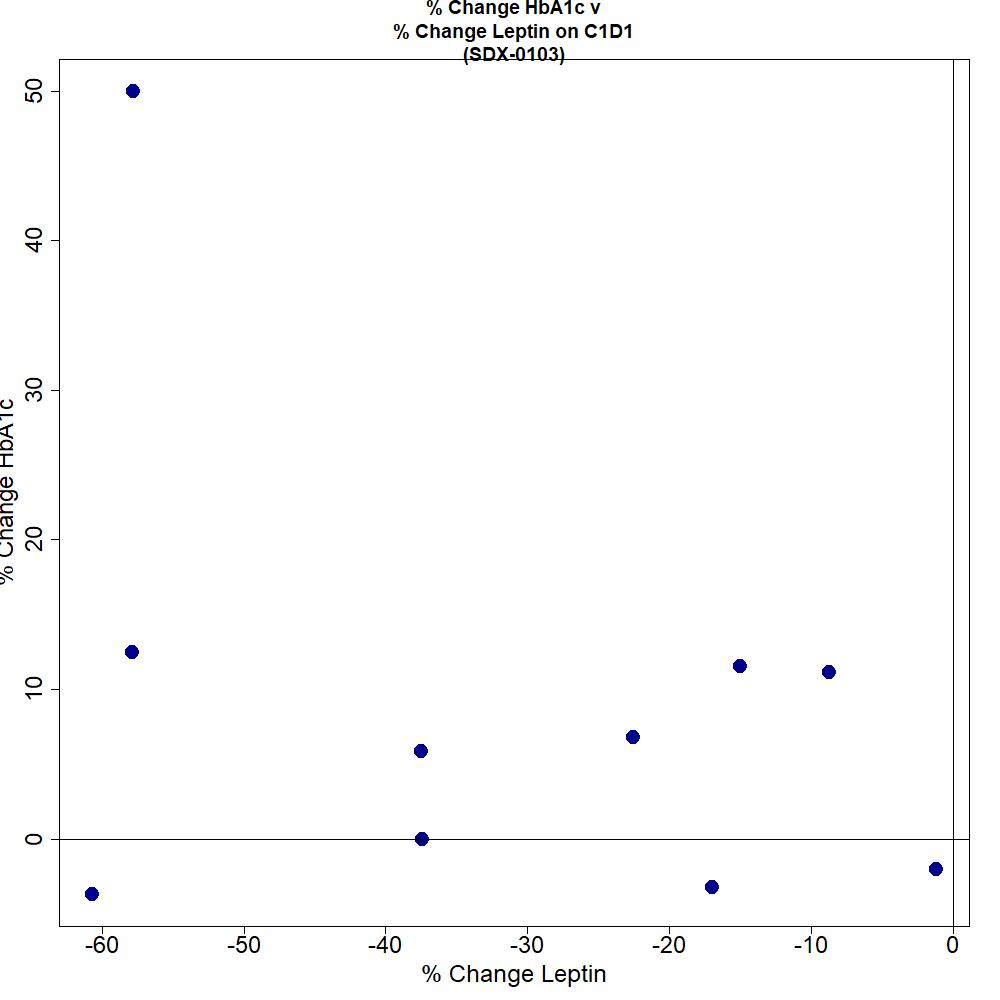 % Change HbA1c v
% Change Leptin on C1D1
(SDX-0103)
50
40
30
20
10
0
% Change HbA1c
-60 -50 -40 -30 -20 -10 0
% Change Leptin